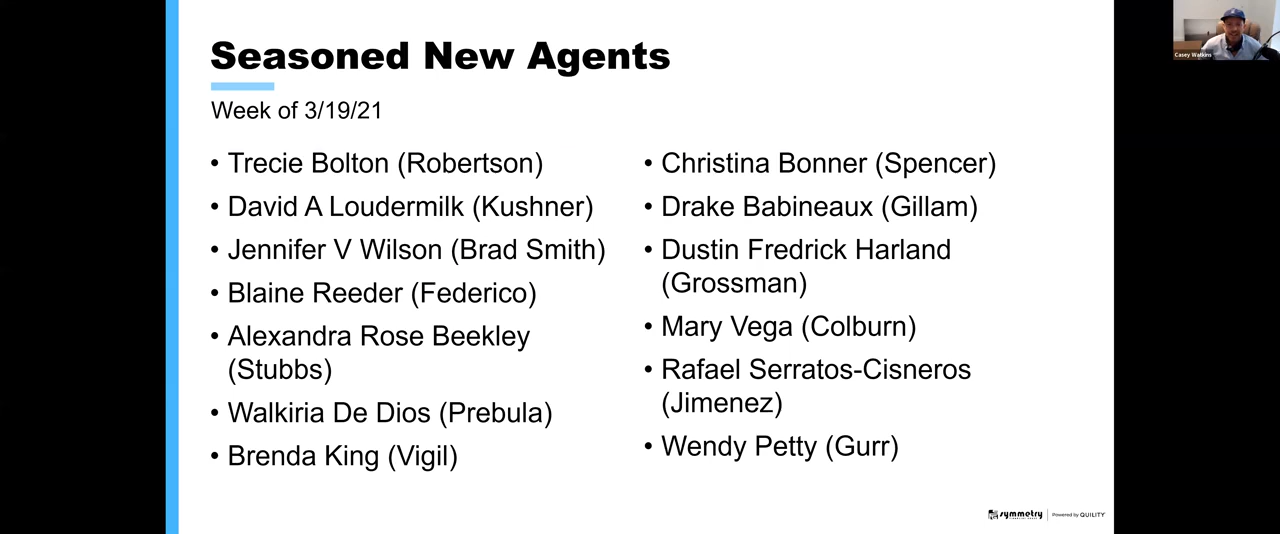 Seasoned New Agents
Week of 3/19/21
• Trecie Bolton (Robertson)
• David A Loudermilk (Kushner)
• Jennifer V Wilson (Brad Smith)
• Blaine Reeder (Federico)
• Alexandra Rose Beekley
(Stubbs)
• Walkiria De Dios (Prebula)
• Brenda King (Vigil)
• Christina Bonner (Spencer)
• Drake Babineaux (Gillam)
• Dustin Fredrick Harland
(Grossman)
• Mary Vega (Colburn)
• Rafael Serratos-Cisneros
(Jimenez)
• Wendy Petty (Gurr)
Casey Watkins
symmetry
Powered by QUILITY